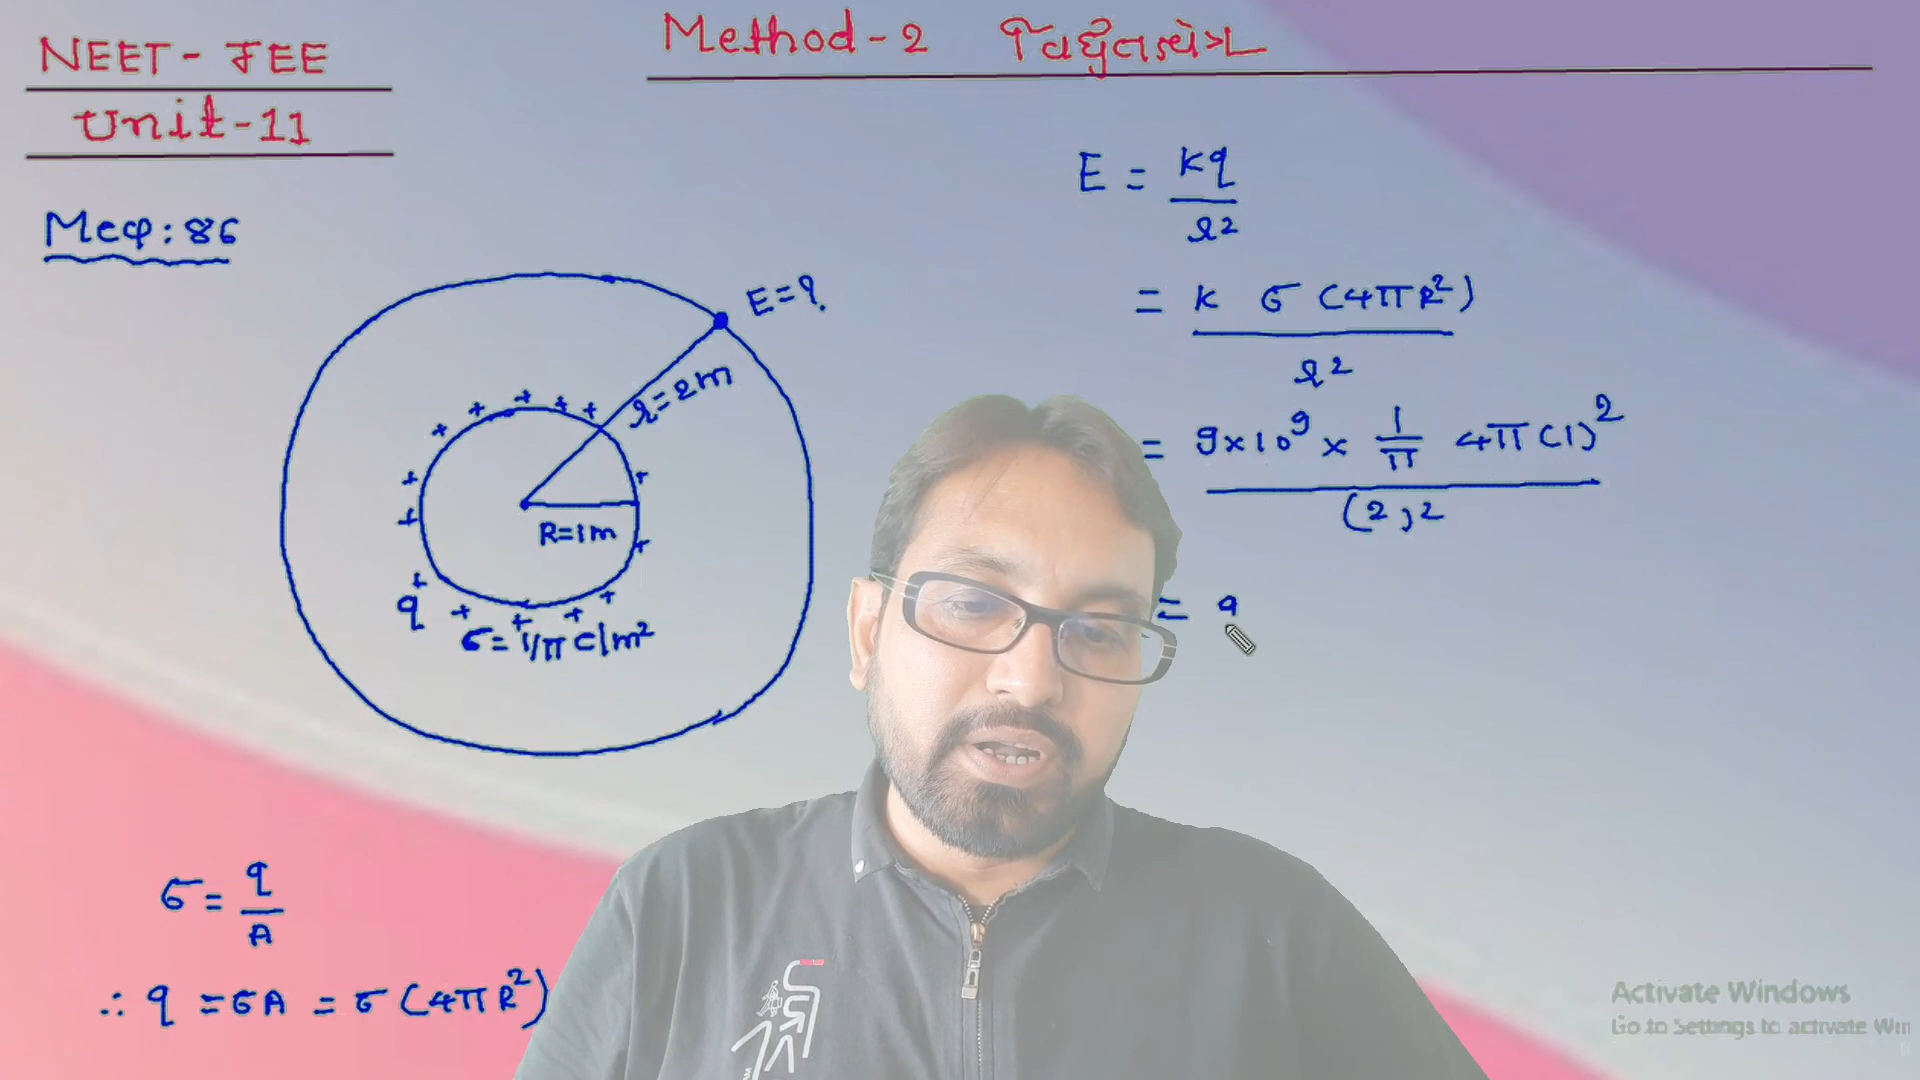 NEET - JEE
Unit-11
Method-2 વિદ્યુતક્ષેત્ર
Mcq: 86
E=?
r=2m
R=1m
+ + + + + + + + + + + + + + +
q
σ= 1/π C/m²
E = kq / r²
= k σ (4πR²) / r²
= 9×10⁹ × 1/π 4π(1)² / (2)²
= 9
σ = q / A
∴ q = σA = σ (4πR²)
Activate Windows
Go to Settings to activate Win